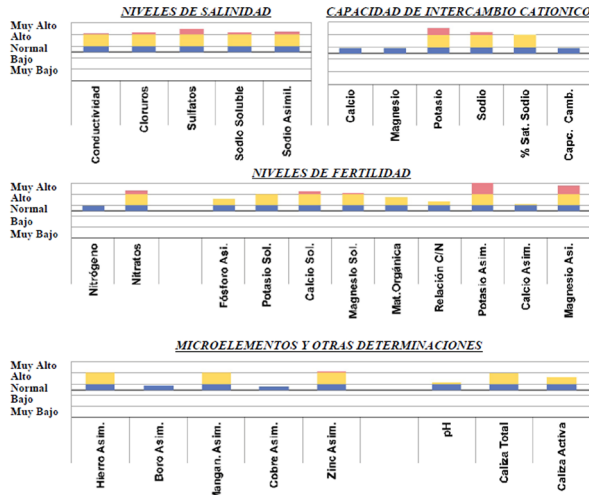 NIVELES DE SALINIDAD
Muy Alto
Alto
Normal
Bajo
Muy Bajo
Conductividad
Cloruros
Sulfatos
Sodio Soluble
Sodio Asimil.
CAPACIDAD DE INTERCAMBIO CATIONICO
Calcio
Magnesio
Potasio
Sodio
% Sat. Sodio
Capc. Camb.
NIVELES DE FERTILIDAD
Muy Alto
Alto
Normal
Bajo
Muy Bajo
Nitrógeno
Nitratos
Fósforo Asi.
Potasio Sol.
Calcio Sol.
Magnesio Sol.
Mat.Orgánica
Relación C/N
Potasio Asim.
Calcio Asim.
Magnesio Asi.
MICROELEMENTOS Y OTRAS DETERMINACIONES
Muy Alto
Alto
Normal
Bajo
Muy Bajo
Hierro Asim.
Boro Asim.
Mangan. Asim.
Cobre Asim.
Zinc Asim.
pH
Caliza Total
Caliza Activa